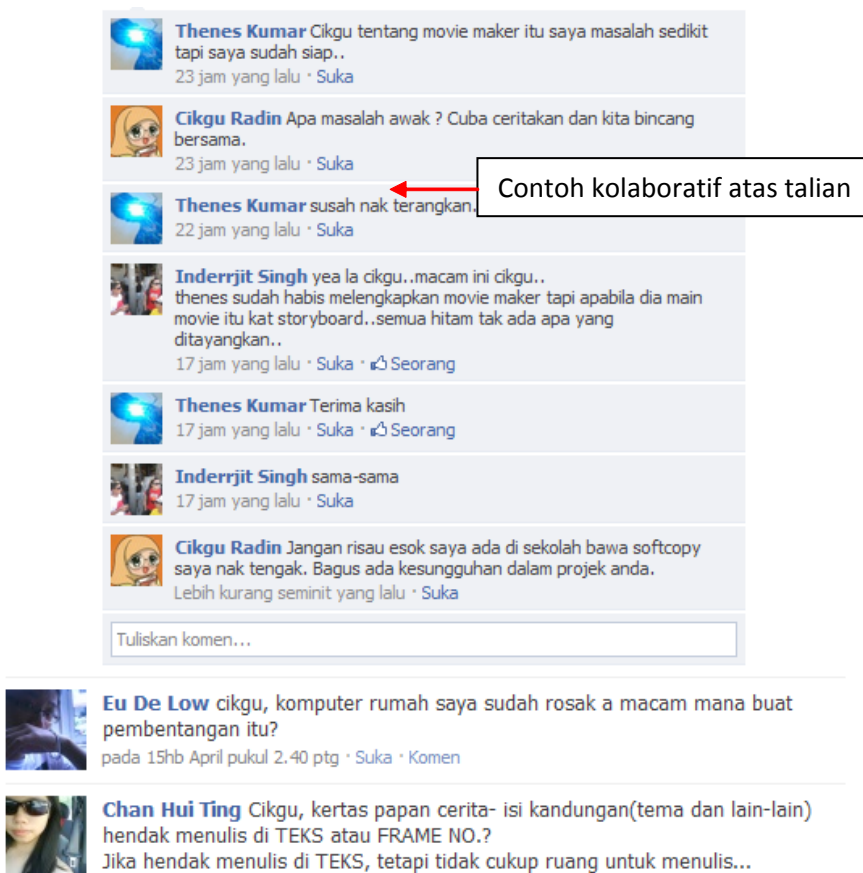 Thenes Kumar Cikgu tentang movie maker itu saya masalah sedikit
tapi saya sudah siap..
23 jam yang lalu · Suka
Cikgu Radin Apa masalah awak ? Cuba ceritakan dan kita bincang
bersama.
23 jam yang lalu · Suka
Contoh kolaboratif atas talian
Thenes Kumar susah nak terangkan.
22 jam yang lalu · Suka
Inderrjit Singh yea la cikgu..macam ini cikgu..
thenes sudah habis melengkapkan movie maker tapi apabila dia main
movie itu kat storyboard..semua hitam tak ada apa yang
ditayangkan..
17 jam yang lalu · Suka · Seorang
Thenes Kumar Terima kasih
17 jam yang lalu · Suka · Seorang
Inderrjit Singh sama-sama
17 jam yang lalu · Suka
Cikgu Radin Jangan risau esok saya ada di sekolah bawa softcopy
saya nak tengak. Bagus ada kesungguhan dalam projek anda.
Lebih kurang seminit yang lalu · Suka
Tuliskan komen...
Eu De Low cikgu, komputer rumah saya sudah rosak a macam mana buat
pembentangan itu?
pada 15hb April pukul 2.40 ptg · Suka · Komen
Chan Hui Ting Cikgu, kertas papan cerita- isi kandungan(tema dan lain-lain)
hendak menulis di TEKS atau FRAME NO.?
Jika hendak menulis di TEKS, tetapi tidak cukup ruang untuk menulis...